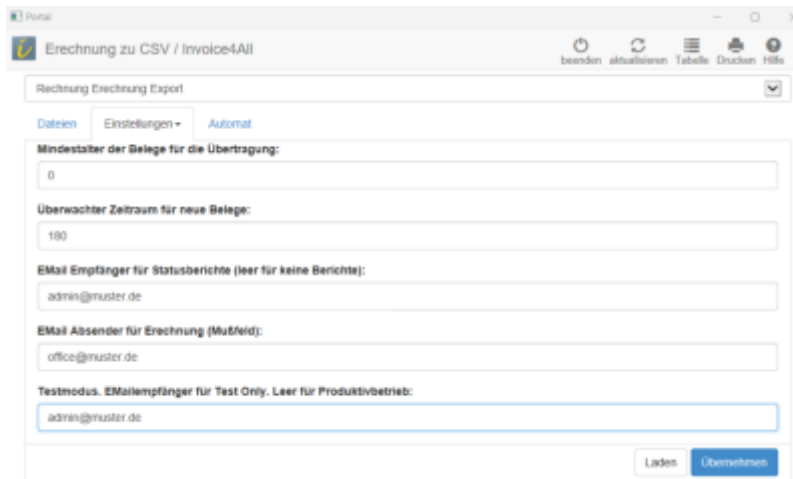 Portal
Erechnung zu CSV / Invoice4All
beenden aktualisieren Tabelle Drucken Hilfe
Rechnung Erechnung Export
Dateien Einstellungen Automat
Mindestalter der Belege für die Übertragung:
0
Überwachter Zeitraum für neue Belege:
180
EMail Empfänger für Statusberichte (leer für keine Berichte):
admin@muster.de
EMail Absender für Erechnung (Mußfeld):
office@muster.de
Testmodus. EMailempfänger für Test Only. Leer für Produktivbetrieb:
admin@muster.de
Laden Übernehmen